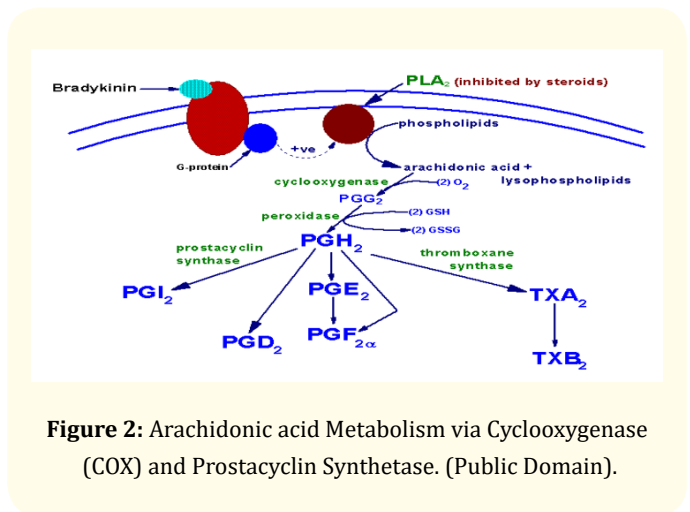 PLA₂ (inhibited by steroids)
Bradykinin
phospholipids
+ve
G-protein
arachidonic acid +
lysophospholipids
cyclooxygenase
(2) O₂
PGG₂
peroxidase
(2) GSH
(2) GSSG
prostacyclin
synthase
PGH₂
thromboxane
synthase
PGI₂
PGE₂
TXA₂
PGD₂
PGF₂α
TXB₂
Figure 2: Arachidonic acid Metabolism via Cyclooxygenase
(COX) and Prostacyclin Synthetase. (Public Domain).